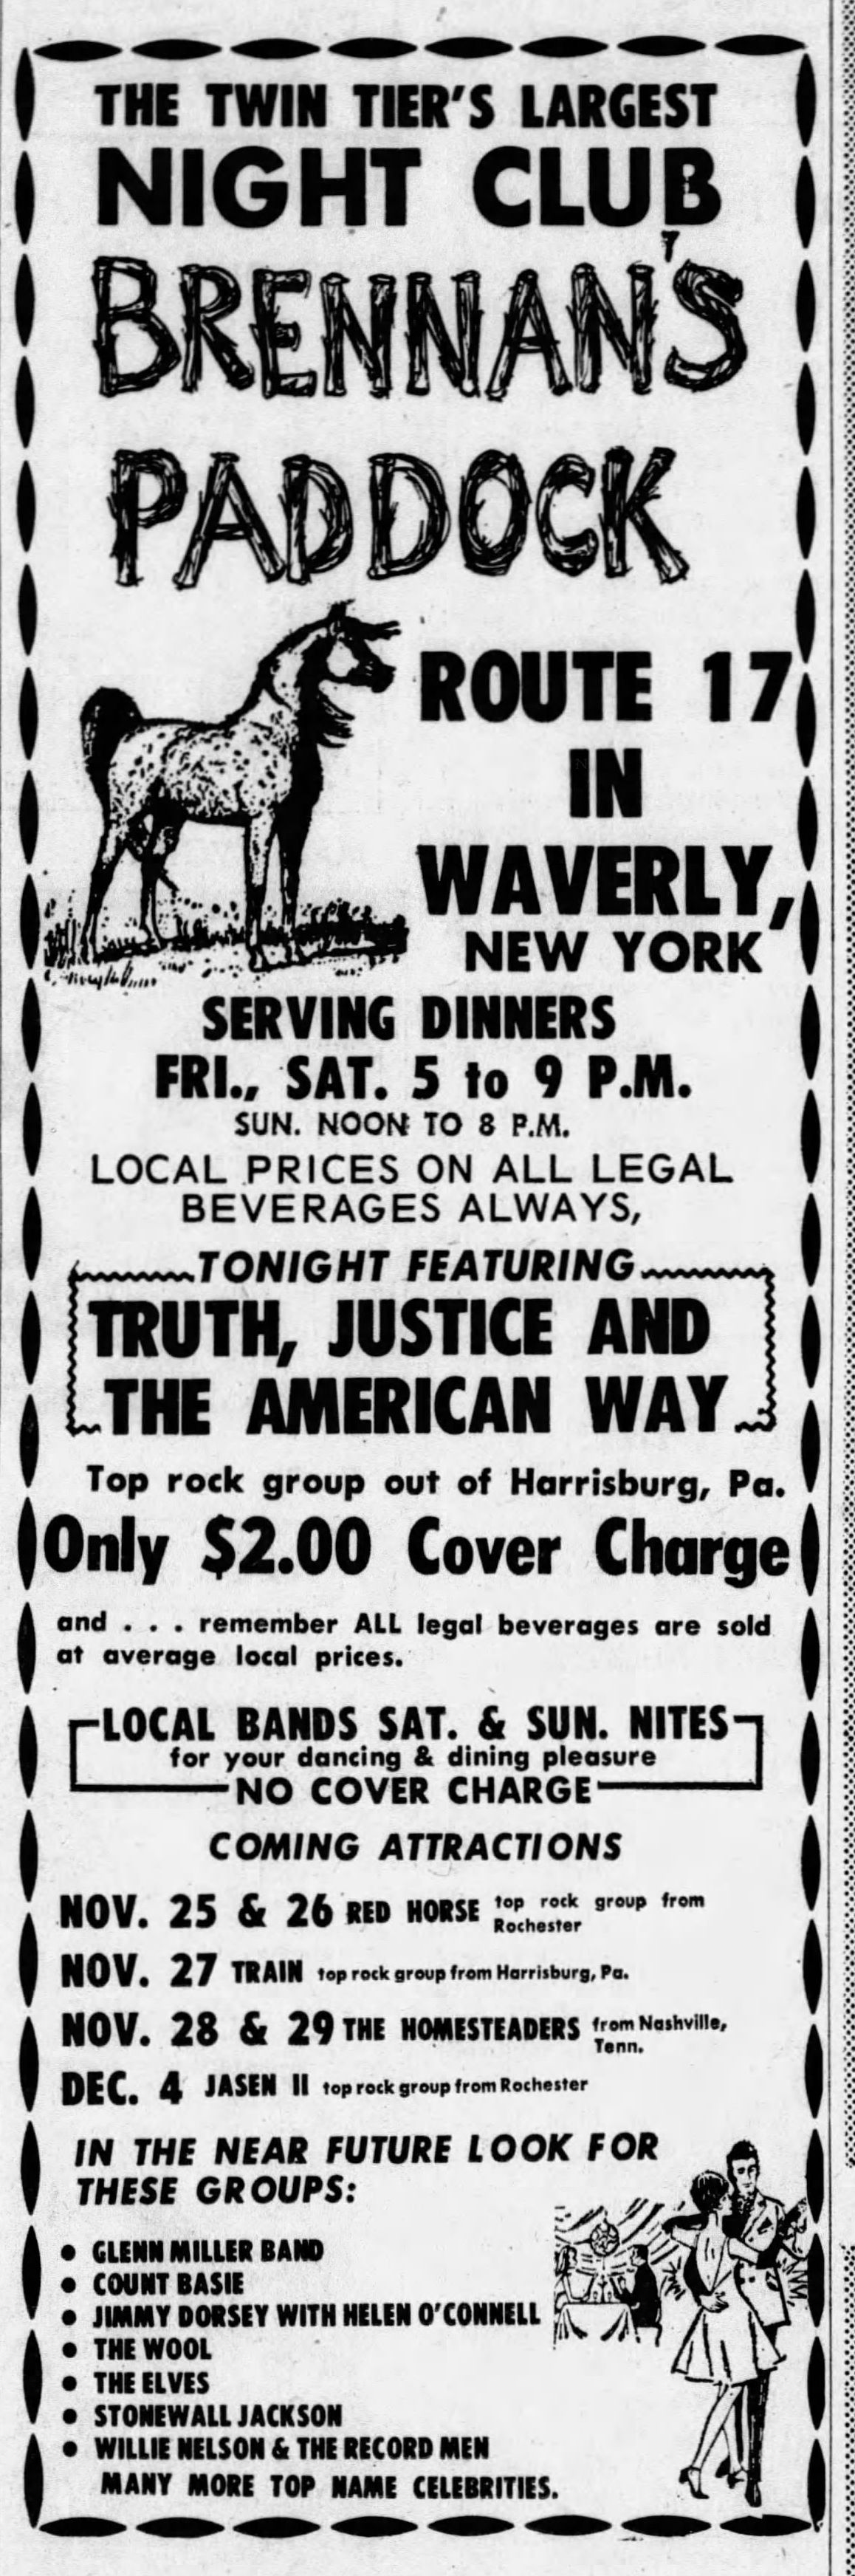 THE TWIN TIER'S LARGEST
NIGHT CLUB
BRENNAN'S
PADDOCK
ROUTE 17
IN
WAVERLY,
NEW YORK
SERVING DINNERS
FRI., SAT. 5 to 9 P.M.
SUN. NOON TO 8 P.M.
LOCAL PRICES ON ALL LEGAL
BEVERAGES ALWAYS,
TONIGHT FEATURING
TRUTH, JUSTICE AND
THE AMERICAN WAY
Top rock group out of Harrisburg, Pa.
Only $2.00 Cover Charge
and . . . remember ALL legal beverages are sold
at average local prices.
LOCAL BANDS SAT. & SUN. NITES
for your dancing & dining pleasure
NO COVER CHARGE
COMING ATTRACTIONS
NOV. 25 & 26 RED HORSE top rock group from
Rochester
NOV. 27 TRAIN top rock group from Harrisburg, Pa.
NOV. 28 & 29 THE HOMESTEADERS from Nashville,
Tenn.
DEC. 4 JASEN II top rock group from Rochester
IN THE NEAR FUTURE LOOK FOR
THESE GROUPS:
• GLENN MILLER BAND
• COUNT BASIE
• JIMMY DORSEY WITH HELEN O'CONNELL
• THE WOOL
• THE ELVES
• STONEWALL JACKSON
• WILLIE NELSON & THE RECORD MEN
MANY MORE TOP NAME CELEBRITIES.